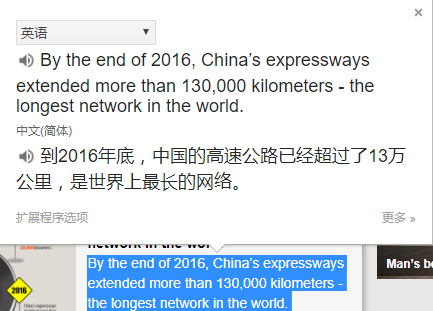 英语
By the end of 2016, China’s expressways
extended more than 130,000 kilometers - the
longest network in the world.
中文(简体)
到2016年底，中国的高速公路已经超过了13万
公里，是世界上最长的网络。
扩展程序选项
更多 »
2016
By the end of 2016, China’s expressways
extended more than 130,000 kilometers -
the longest network in the world.
Man’s be